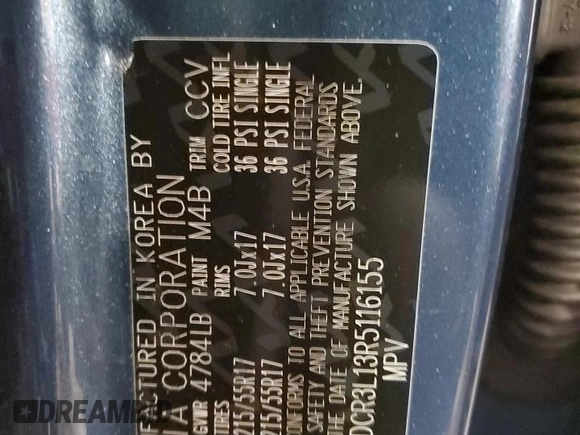 FACTURED IN KOREA BY
IA CORPORATION
GVWR 4784LB PAINT M4B TRIM CCV
TIRES RIMS COLD TIRE INFL
215/55R17 7.0JX17 36 PSI SINGLE
215/55R17 7.0JX17 36 PSI SINGLE
CONFORMS TO ALL APPLICABLE U.S.A. FEDERAL
SAFETY AND THEFT PREVENTION STANDARDS
THE DATE OF MANUFACTURE SHOWN ABOVE.
DCR3L13R5116155
MPV
DREAMBID